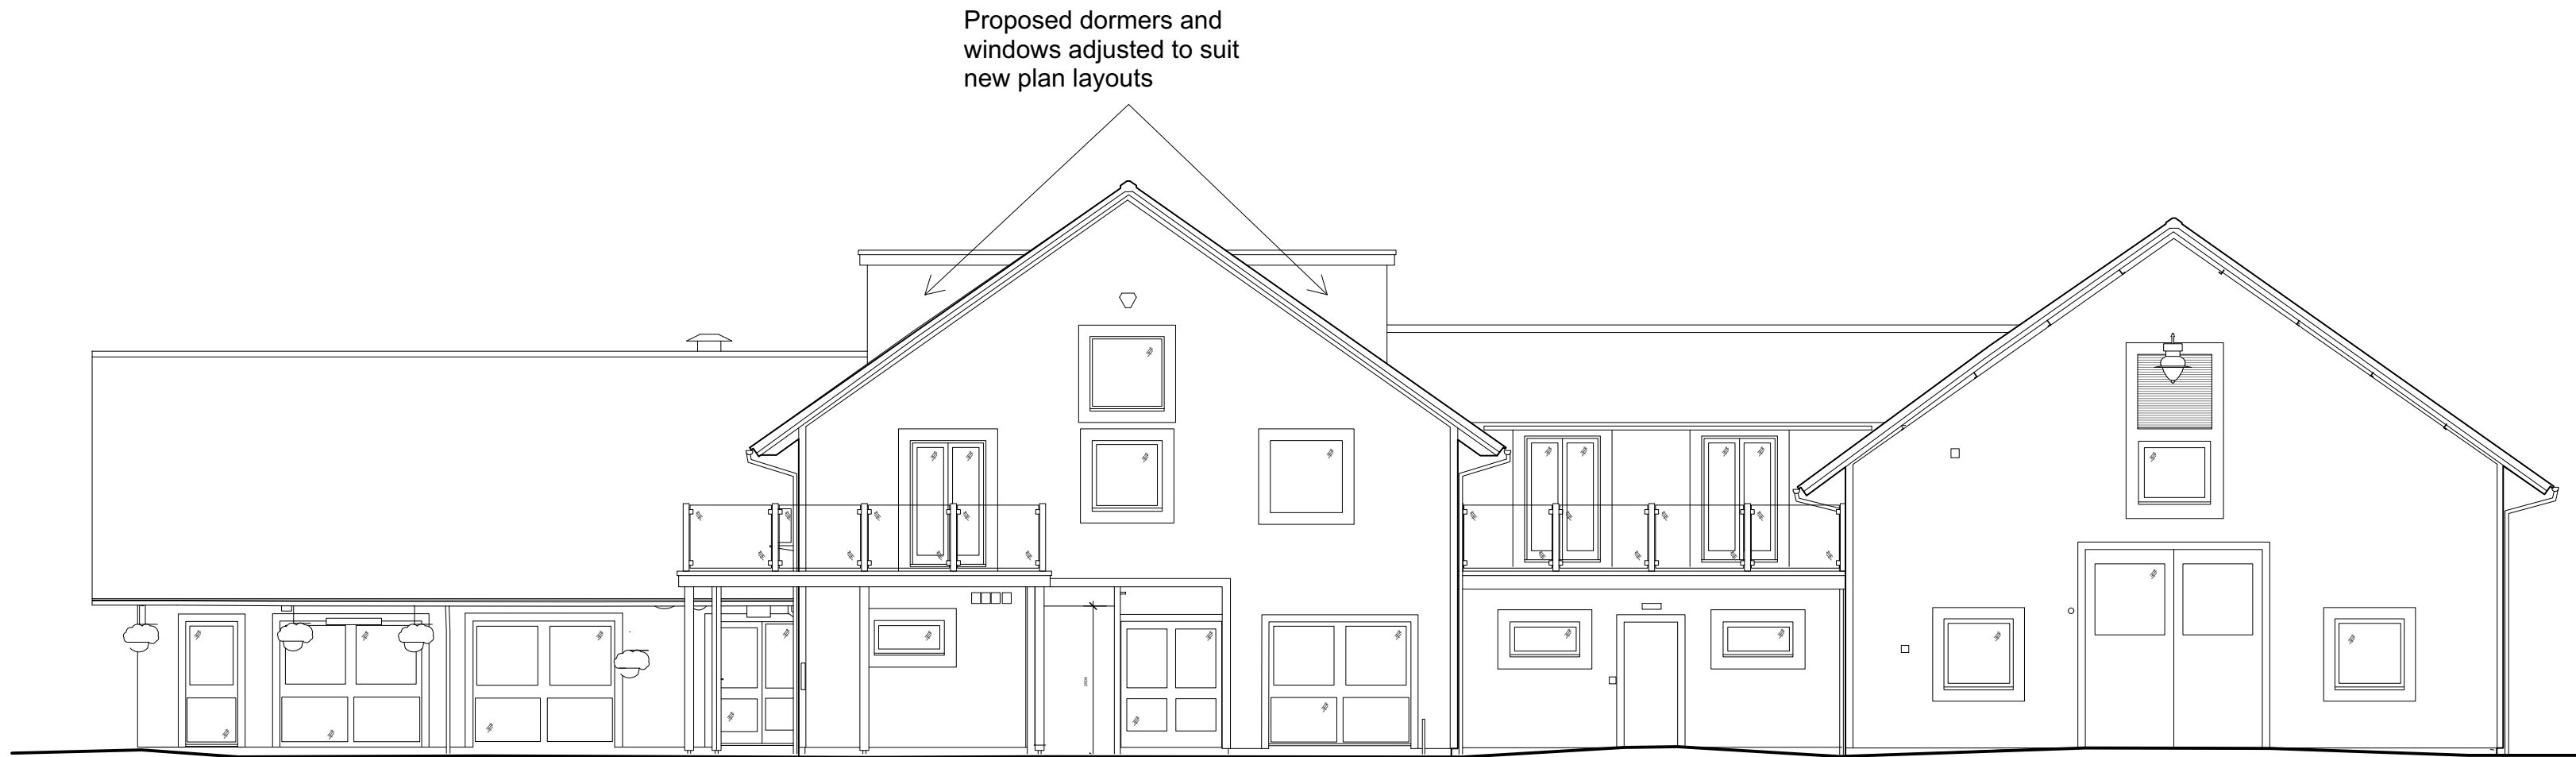 Proposed dormers and
windows adjusted to suit
new plan layouts